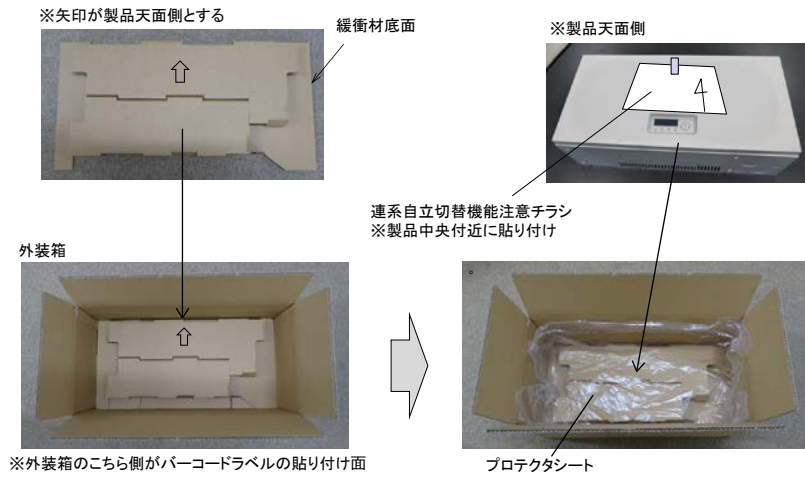 ※矢印が製品天面側とする
緩衝材底面
※製品天面側
4
連系自立切替機能注意チラシ
※製品中央付近に貼り付け
外装箱
。
※外装箱のこちら側がバーコードラベルの貼り付け面
プロテクタシート